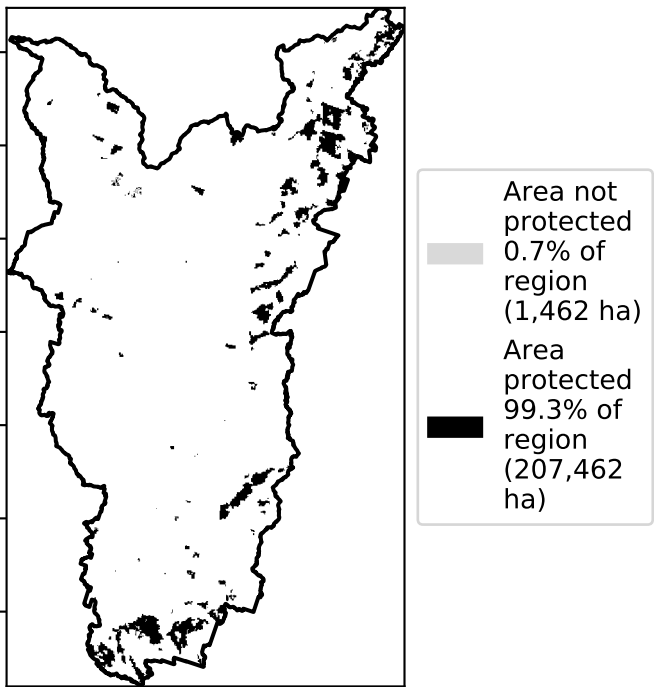 Area not
protected
0.7% of
region
(1,462 ha)
Area
protected
99.3% of
region
(207,462
ha)